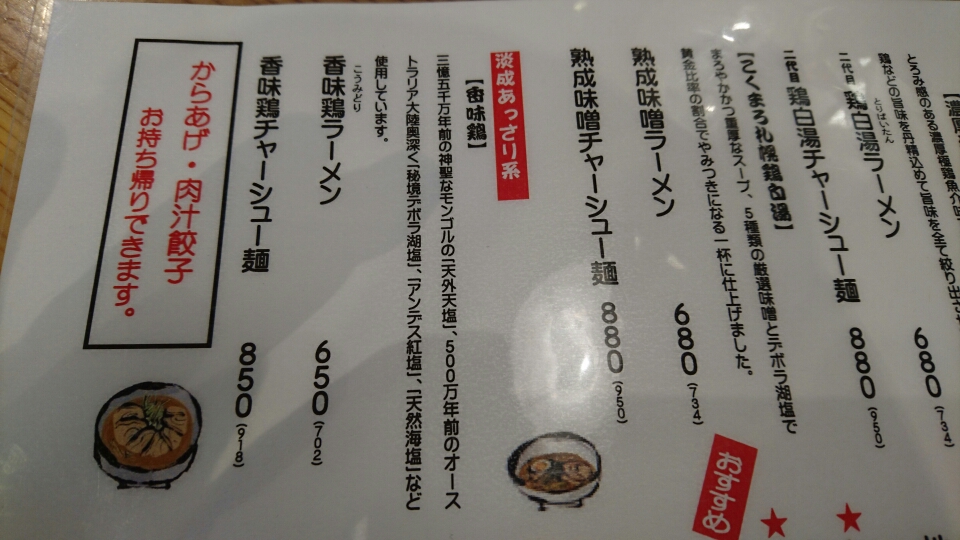 【濃厚
とろみ感のある濃厚極鶏魚介味
鶏などの旨味を丹精込めて旨味を全て絞り出
とりぱいたん
二代目 鶏白湯ラーメン 680(734)
二代目 鶏白湯チャーシュー麺 880(950)
【こくまろ札幌鶏白湯】
まろやかかつ重厚なスープ、5種類の厳選味噌とデボラ湖塩で
黄金比率の割合でやみつきになる一杯に仕上げました。
熟成味噌ラーメン 680(734)
熟成味噌チャーシュー麺 880(950)
おすすめ
淡成あっさり系
【香味鶏】
三億五千万年前の神聖なモンゴルの「天外天塩」、500万年前のオース
トラリア大陸奥深く「秘境デボラ湖塩」、「アンデス紅塩」、「天然海塩」など
使用しています。
こうみどり
香味鶏ラーメン 650(702)
香味鶏チャーシュー麺 850(918)
からあげ・肉汁餃子
お持ち帰りできます。